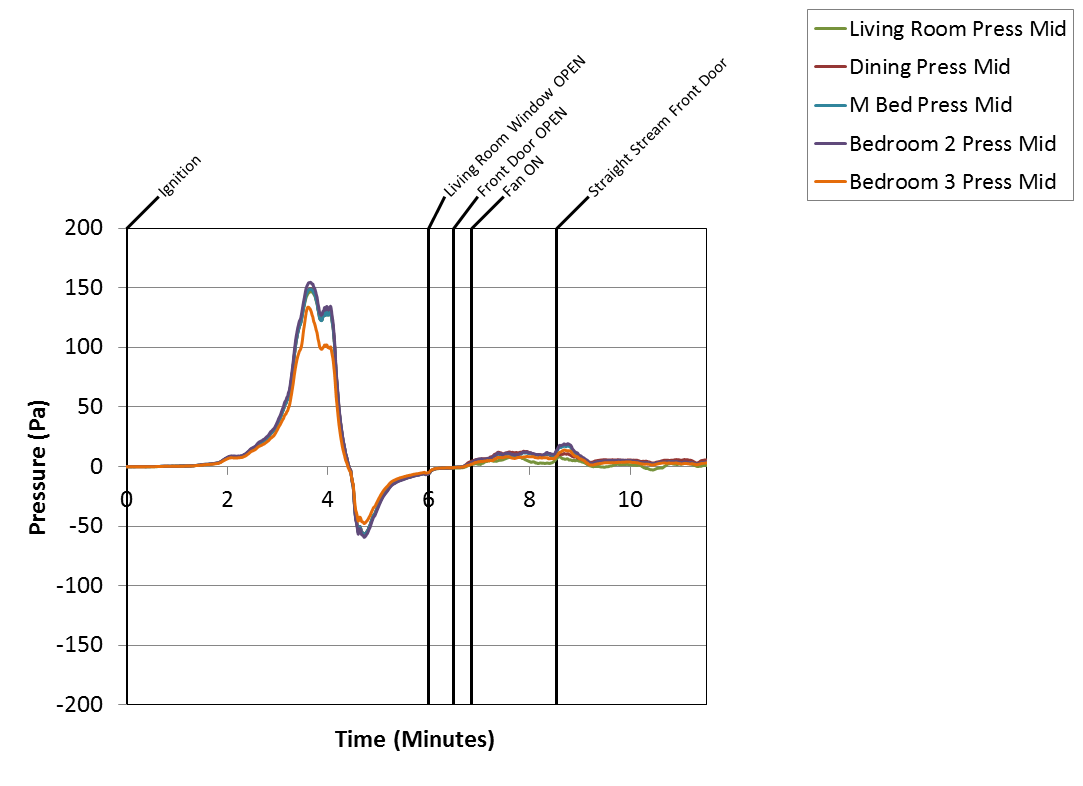 Living Room Press Mid
Dining Press Mid
M Bed Press Mid
Bedroom 2 Press Mid
Bedroom 3 Press Mid
Ignition
Living Room Window OPEN
Front Door OPEN
Fan ON
Straight Stream Front Door
200
150
100
50
0
-50
-100
-150
-200
0 2 4 6 8 10
Pressure (Pa)
Time (Minutes)